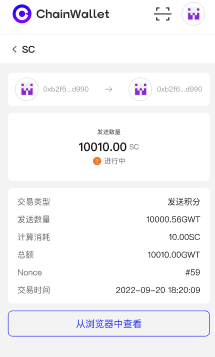 ChainWallet
SC
0xb2f6...d990 → 0xb2f6...d990
发送数量
10010.00 SC
进行中
交易类型 发送积分
发送数量 10000.56GWT
计算消耗 10.00SC
总额 10010.00GWT
Nonce #59
交易时间 2022-09-20 18:20:09
从浏览器中查看